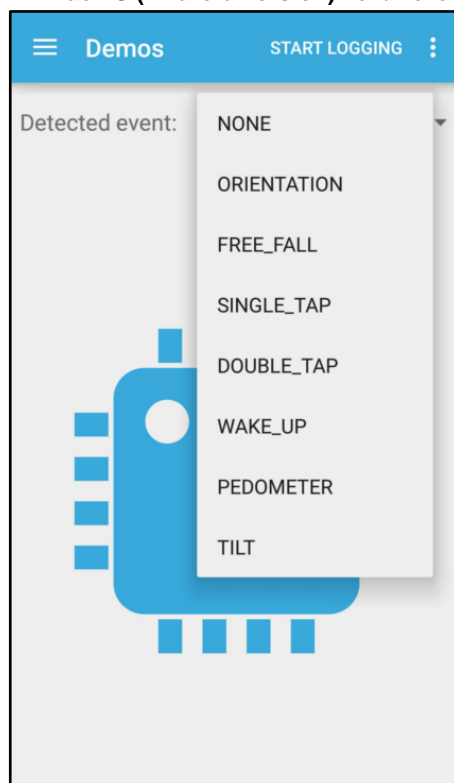 Demos START LOGGING
Detected event:
NONE
ORIENTATION
FREE_FALL
SINGLE_TAP
DOUBLE_TAP
WAKE_UP
PEDOMETER
TILT